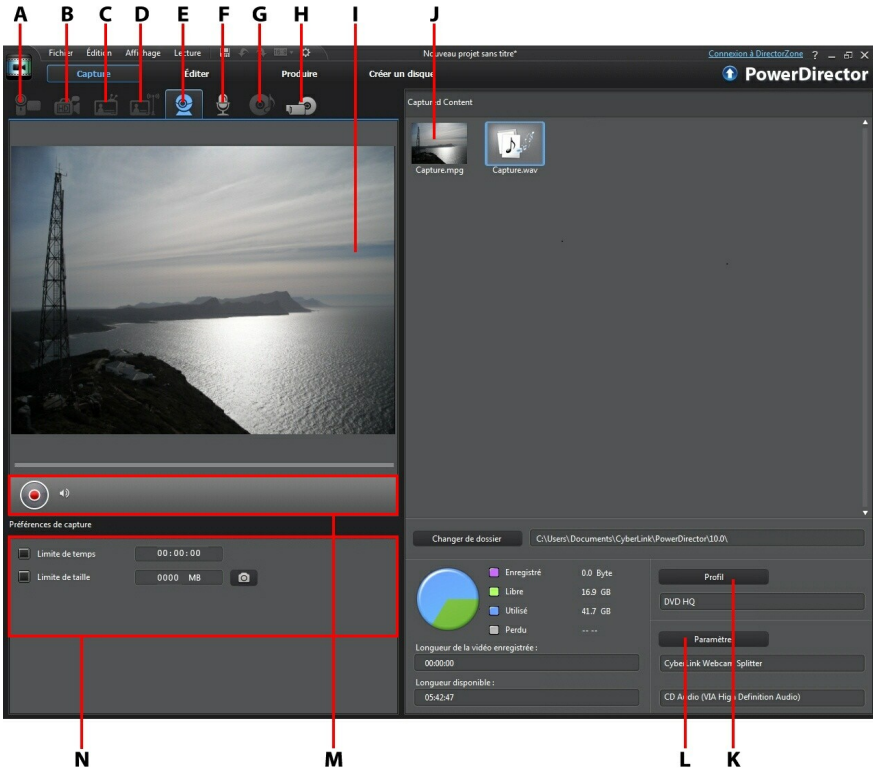 A B C D E F G H I J
Fichier Édition Affichage Lecture
Nouveau projet sans titre*
Connexion à DirectorZone ?
Capture Éditer Produire Créer un disque
PowerDirector
Captured Content
Capture.mpg Capture.wav
Préférences de capture
Limite de temps 00:00:00
Limite de taille 0000 MB
Changer de dossier C:\Users\Documents\CyberLink\PowerDirector\10.0\
Enregistré 0.0 Byte
Libre 16.9 GB
Utilisé 41.7 GB
Perdu -- --
Longueur de la vidéo enregistrée :
00:00:00
Longueur disponible :
05:42:47
Profil
DVD HQ
Paramètre
CyberLink Webcam Splitter
CD Audio (VIA High Definition Audio)
N M L K